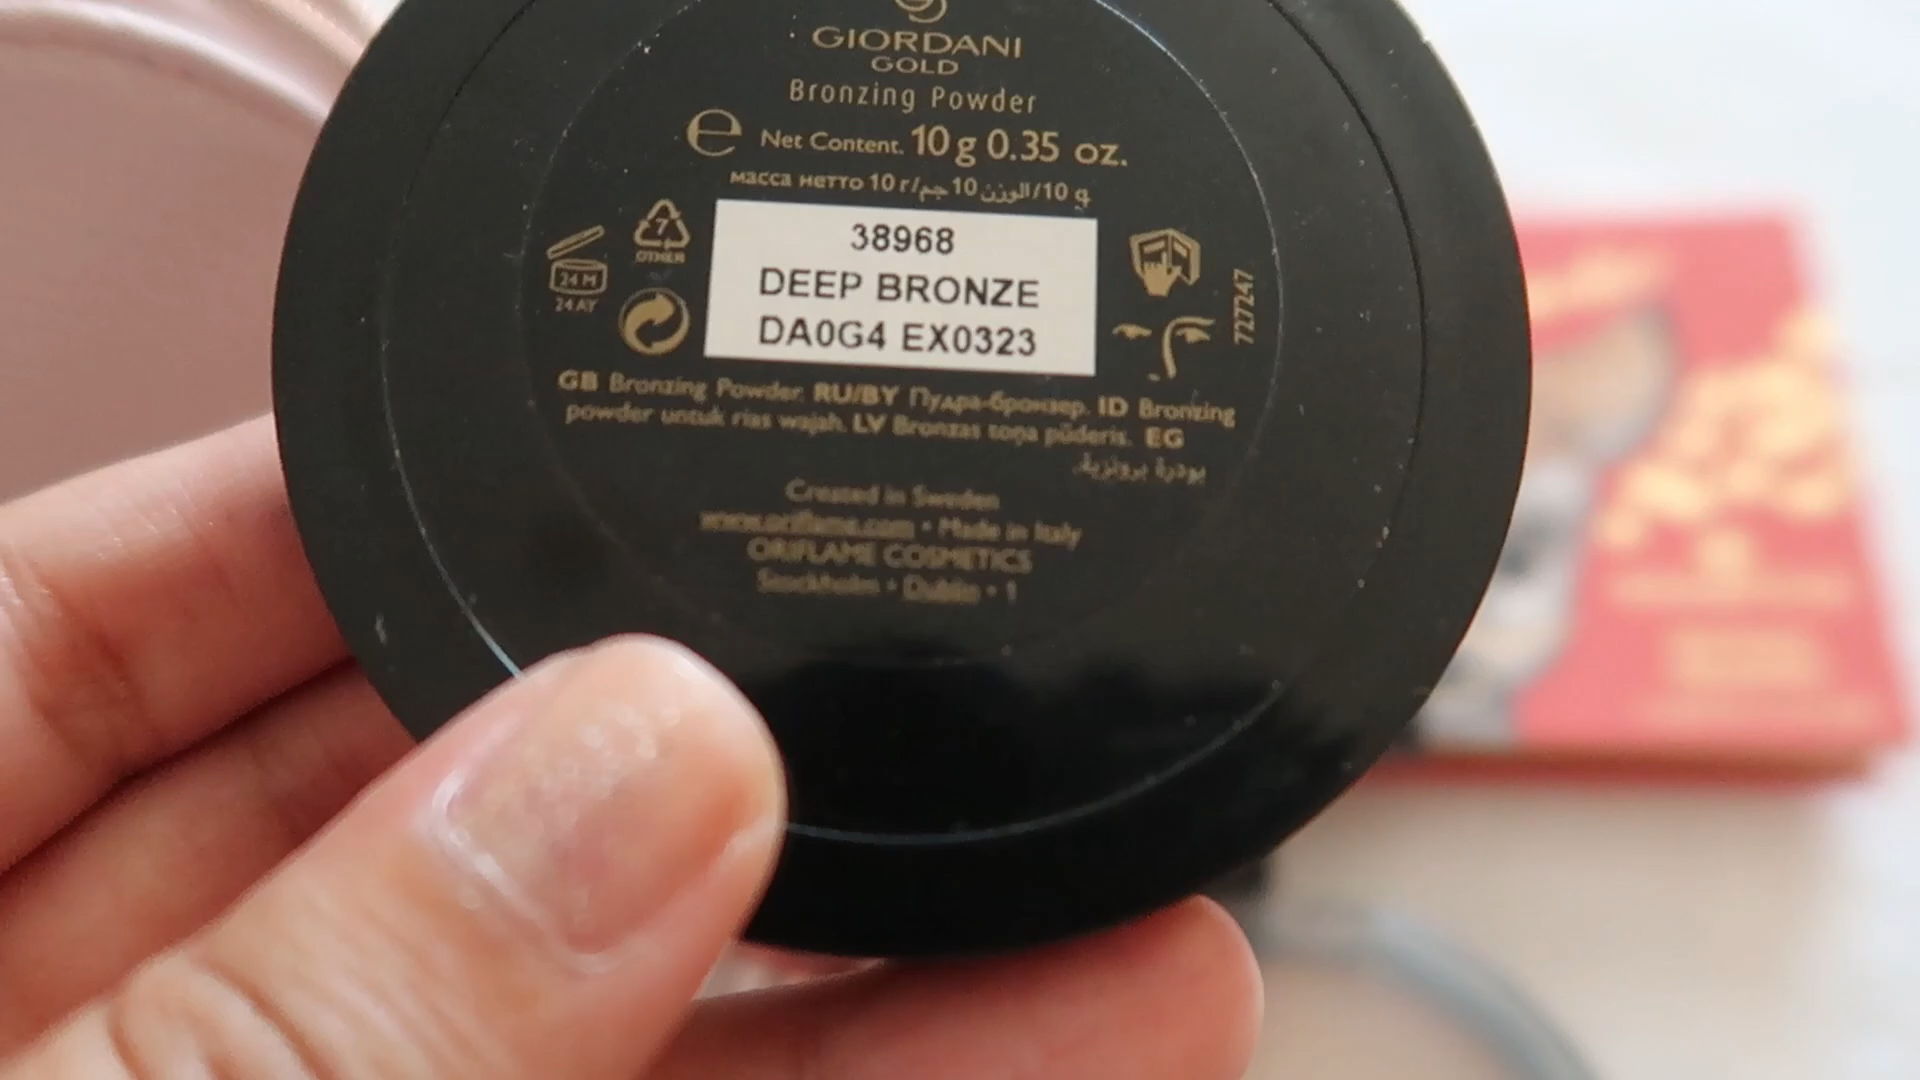 GIORDANI
GOLD
Bronzing Powder
e Net Content. 10 g 0.35 oz.
масса нетто 10 г/الوزن 10 جم/10 g
7
OTHER
24 M
24 AY
38968
DEEP BRONZE
DA0G4 EX0323
727247
GB Bronzing Powder. RU/BY Пудра-бронзер. ID Bronzing
powder untuk rias wajah. LV Bronzas toņa pūderis. EG
بودرة برونزية.
Created in Sweden
www.oriflame.com • Made in Italy
ORIFLAME COSMETICS
Stockholm • Dublin • 1